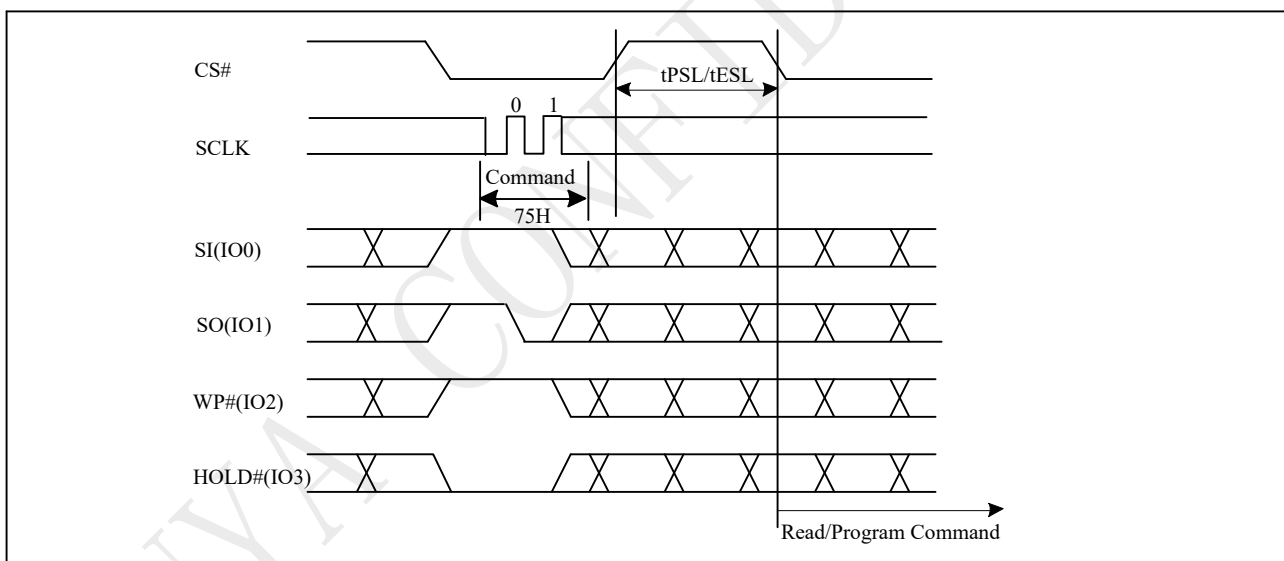 CS#
tPSL/tESL
0 1
SCLK
Command
75H
SI(IO0)
SO(IO1)
WP#(IO2)
HOLD#(IO3)
Read/Program Command